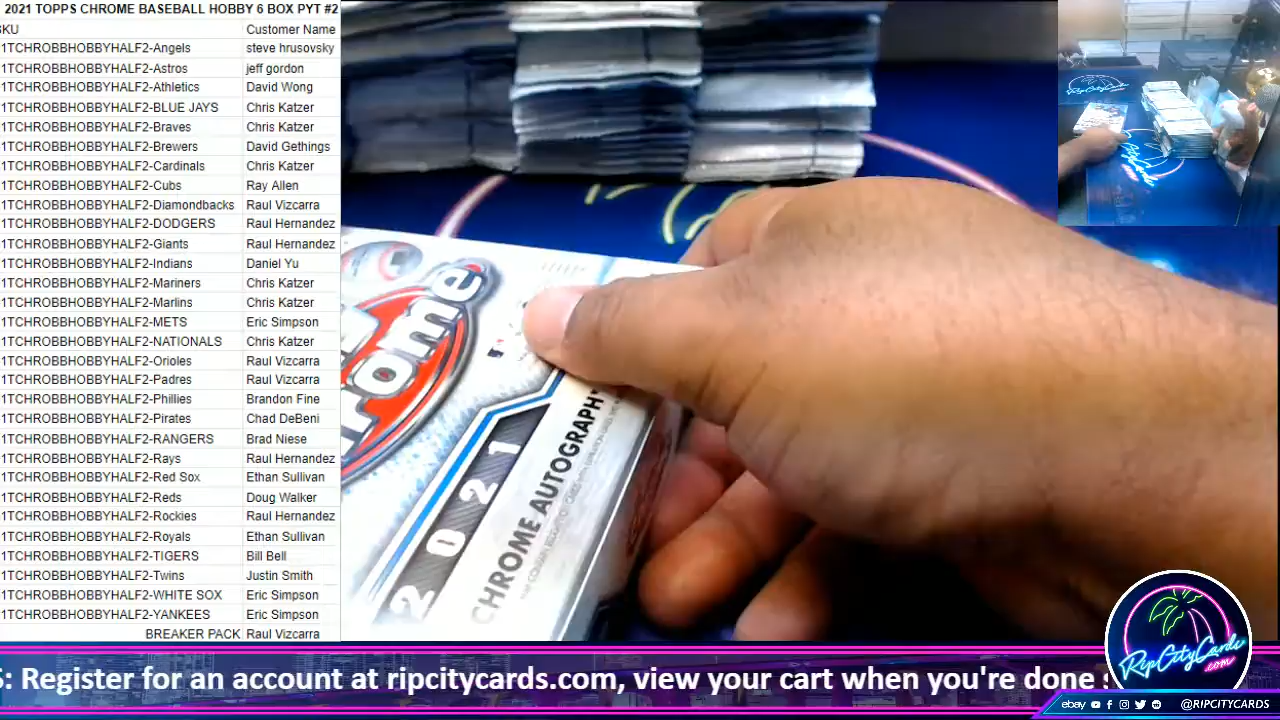 2021 TOPPS CHROME BASEBALL HOBBY 6 BOX PYT #2
SKU Customer Name
1TCHROBBHOBBYHALF2-Angels steve hrusovsky
1TCHROBBHOBBYHALF2-Astros jeff gordon
1TCHROBBHOBBYHALF2-Athletics David Wong
1TCHROBBHOBBYHALF2-BLUE JAYS Chris Katzer
1TCHROBBHOBBYHALF2-Braves Chris Katzer
1TCHROBBHOBBYHALF2-Brewers David Gethings
1TCHROBBHOBBYHALF2-Cardinals Chris Katzer
1TCHROBBHOBBYHALF2-Cubs Ray Allen
1TCHROBBHOBBYHALF2-Diamondbacks Raul Vizcarra
1TCHROBBHOBBYHALF2-DODGERS Raul Hernandez
1TCHROBBHOBBYHALF2-Giants Raul Hernandez
1TCHROBBHOBBYHALF2-Indians Daniel Yu
1TCHROBBHOBBYHALF2-Mariners Chris Katzer
1TCHROBBHOBBYHALF2-Marlins Chris Katzer
1TCHROBBHOBBYHALF2-METS Eric Simpson
1TCHROBBHOBBYHALF2-NATIONALS Chris Katzer
1TCHROBBHOBBYHALF2-Orioles Raul Vizcarra
1TCHROBBHOBBYHALF2-Padres Raul Vizcarra
1TCHROBBHOBBYHALF2-Phillies Brandon Fine
1TCHROBBHOBBYHALF2-Pirates Chad DeBeni
1TCHROBBHOBBYHALF2-RANGERS Brad Niese
1TCHROBBHOBBYHALF2-Rays Raul Hernandez
1TCHROBBHOBBYHALF2-Red Sox Ethan Sullivan
1TCHROBBHOBBYHALF2-Reds Doug Walker
1TCHROBBHOBBYHALF2-Rockies Raul Hernandez
1TCHROBBHOBBYHALF2-Royals Ethan Sullivan
1TCHROBBHOBBYHALF2-TIGERS Bill Bell
1TCHROBBHOBBYHALF2-Twins Justin Smith
1TCHROBBHOBBYHALF2-WHITE SOX Eric Simpson
1TCHROBBHOBBYHALF2-YANKEES Eric Simpson
BREAKER PACK Raul Vizcarra
rome
2021
CHROME AUTOGRAPH
S: Register for an account at ripcitycards.com, view your cart when you're done s
RipCityCards
.com
ebay @RIPCITYCARDS